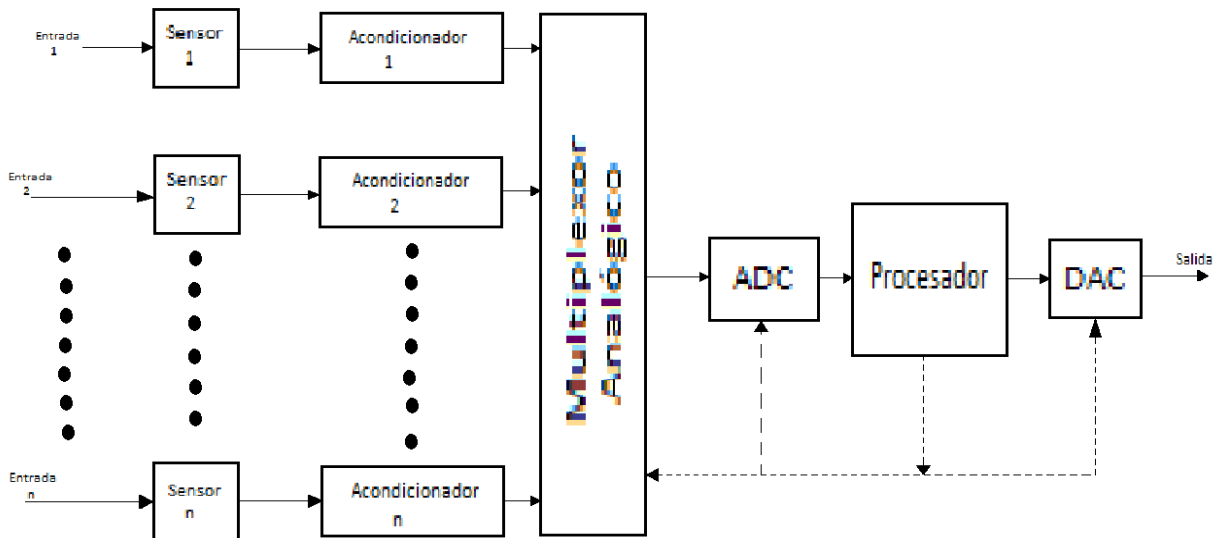 Entrada
1
Sensor
1
Acondicionador
1
Entrada
2
Sensor
2
Acondicionador
2
Entrada
n
Sensor
n
Acondicionador
n
Multiplexor
Analógico
ADC
Procesador
DAC
Salida